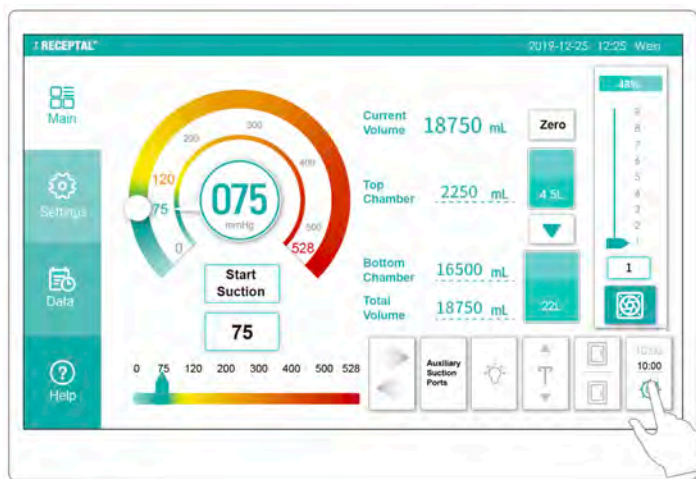 RECEPTAL
2019-12-25 12:25 Wein
Main
Settings
Data
Help
0
75
120
200
300
400
500
528
075
mmHg
Start
Suction
75
0 75 120 200 300 400 500 528
Current
Volume 18750 mL
Zero
Top
Chamber 2250 mL
4.5L
Bottom
Chamber 16500 mL
Total
Volume 18750 mL
22L
48%
9
8
7
6
5
4
3
2
1
1
Auxiliary
Suction
Ports
T
10:00
10:00